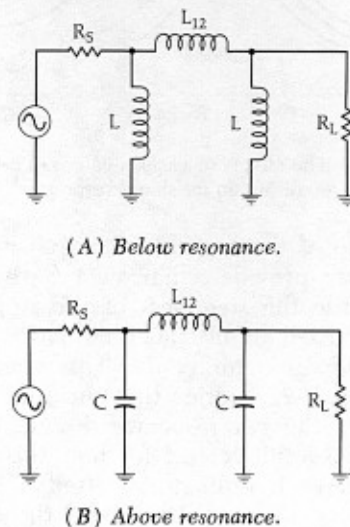 L12
RS
L
L
RL
(A) Below resonance.
L12
RS
C
C
RL
(B) Above resonance.